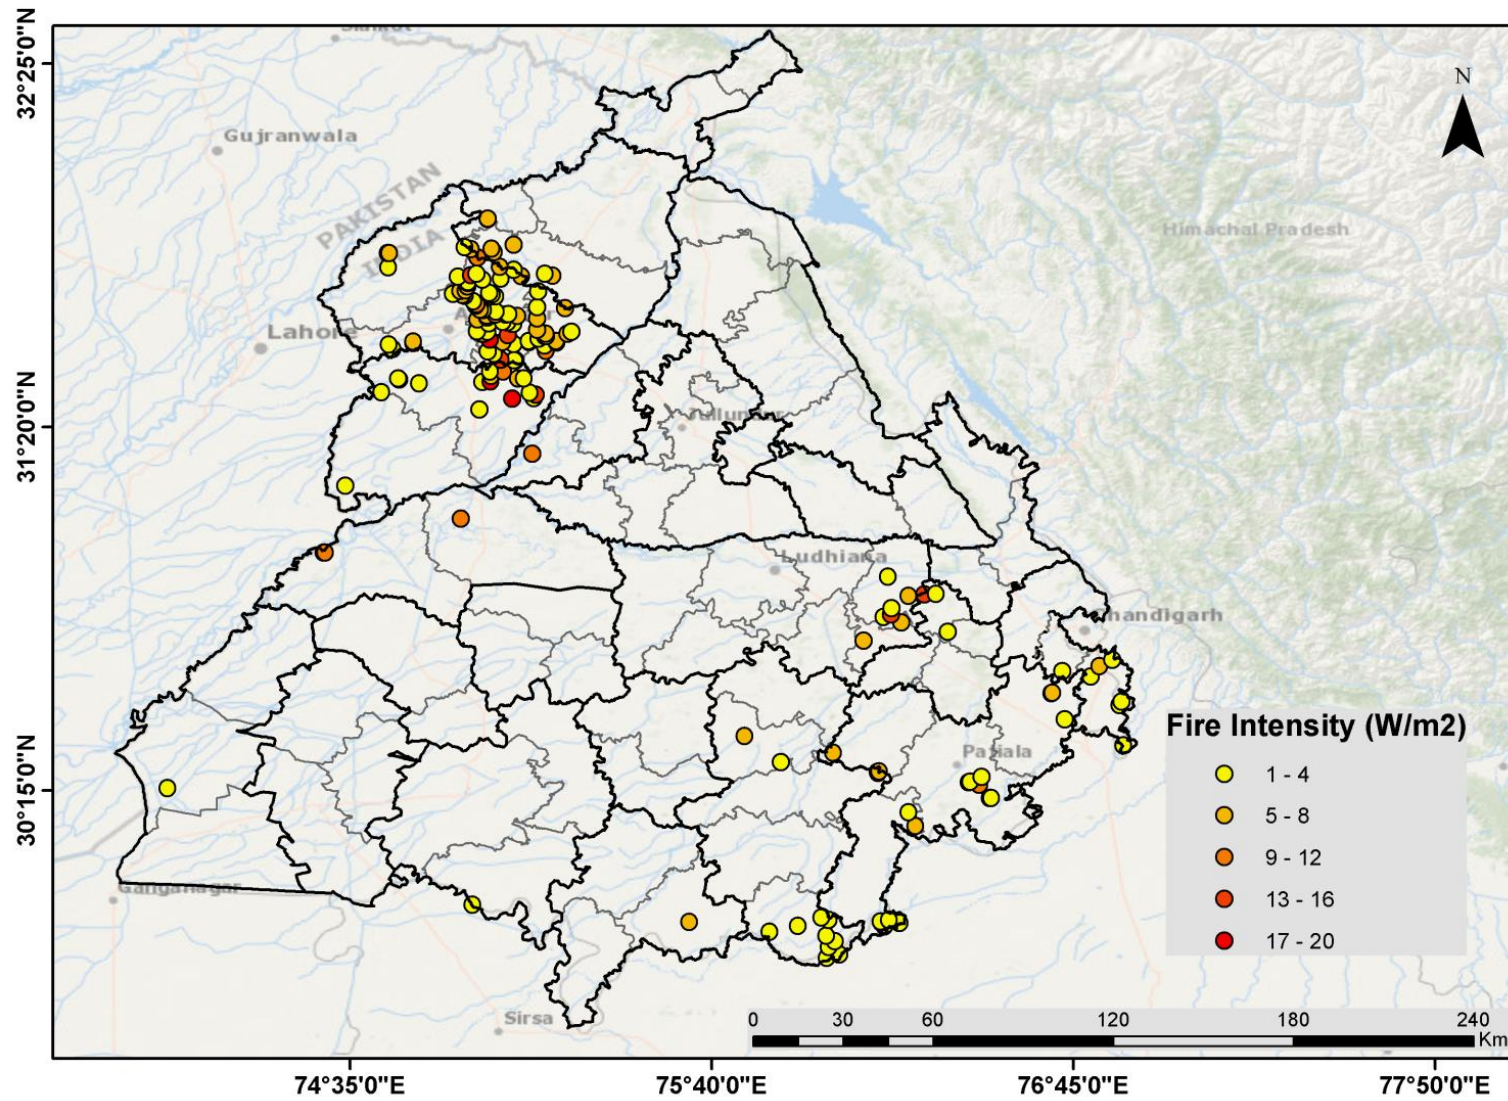 32°25'0"N
31°20'0"N
30°15'0"N
N
Gujranwala
PAKISTAN
INDIA
Himachal Pradesh
Lahore
Jullundur
Ludhiana
Chandigarh
Patiala
Ganganagar
Sirsa
Fire Intensity (W/m2)
1 - 4
5 - 8
9 - 12
13 - 16
17 - 20
0 30 60 120 180 240
Km
74°35'0"E 75°40'0"E 76°45'0"E 77°50'0"E